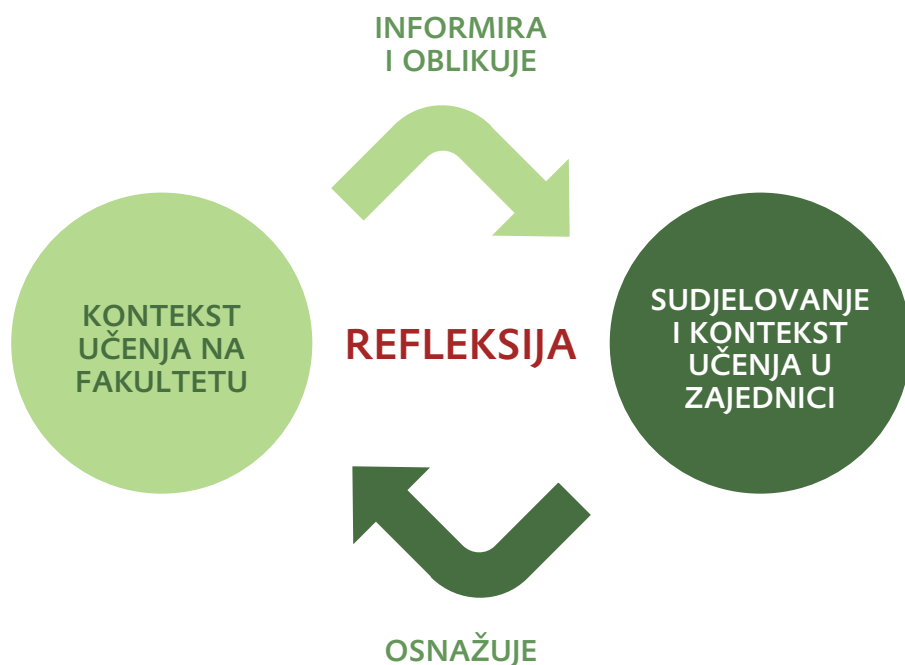 INFORMIRA
I OBLIKUJE
KONTEKST
UČENJA NA
FAKULTETU
REFLEKSIJA
SUDJELOVANJE
I KONTEKST
UČENJA U
ZAJEDNICI
OSNAŽUJE